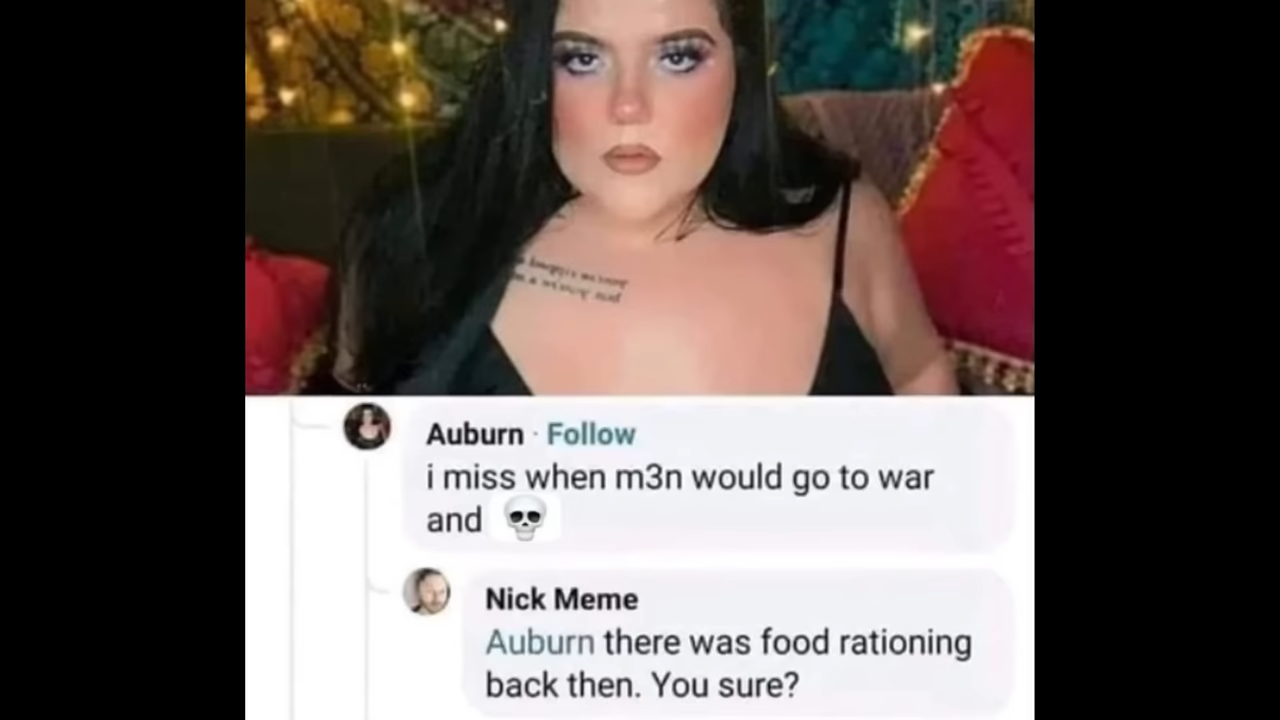 Auburn · Follow
i miss when m3n would go to war
and 💀
Nick Meme
Auburn there was food rationing
back then. You sure?